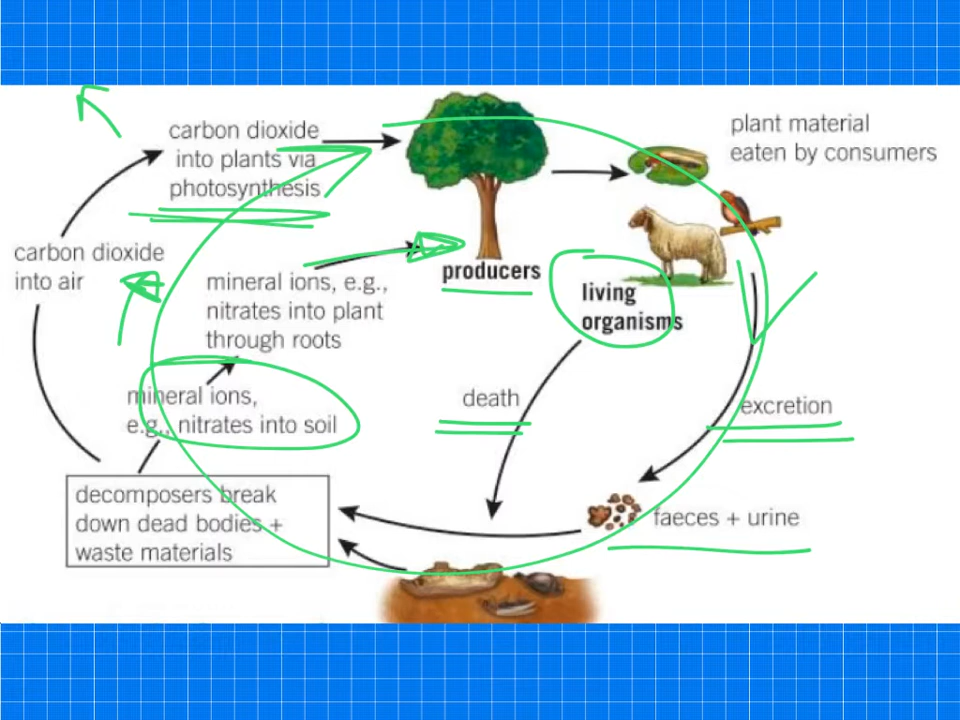 carbon dioxide
into plants via
photosynthesis
plant material
eaten by consumers
carbon dioxide
into air
mineral ions, e.g.,
nitrates into plant
through roots
producers
living
organisms
mineral ions,
e.g., nitrates into soil
death
excretion
decomposers break
down dead bodies +
waste materials
faeces + urine